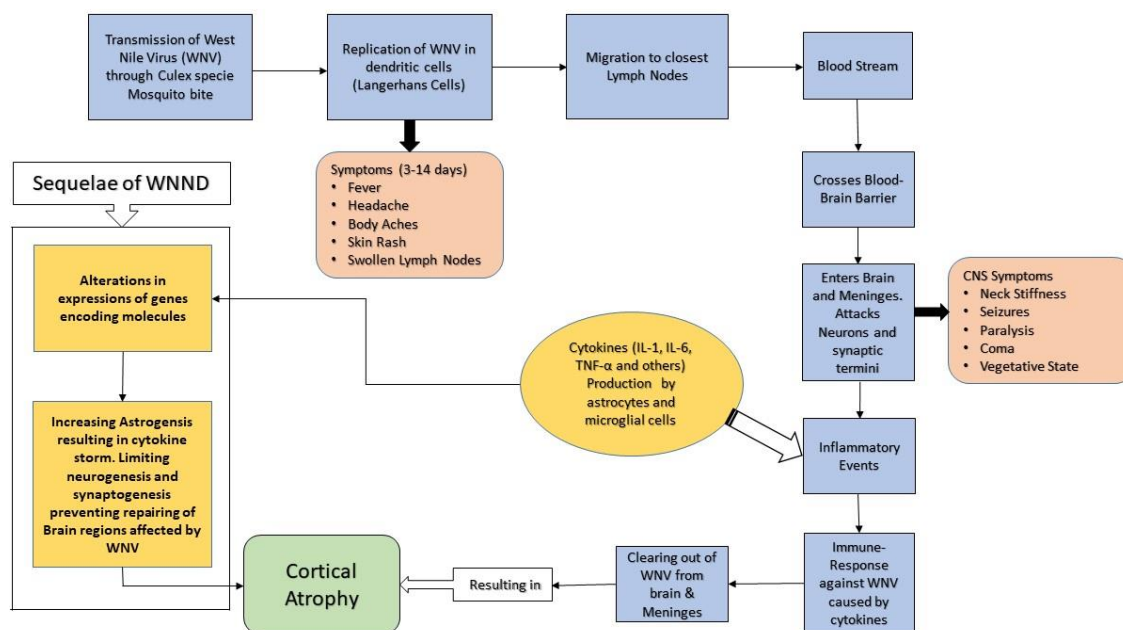 Transmission of West
Nile Virus (WNV)
through Culex specie
Mosquito bite
Replication of WNV in
dendritic cells
(Langerhans Cells)
Migration to closest
Lymph Nodes
Blood Stream
Symptoms (3-14 days)
• Fever
• Headache
• Body Aches
• Skin Rash
• Swollen Lymph Nodes
Crosses Blood-
Brain Barrier
Sequelae of WNND
Enters Brain
and Meninges.
Attacks
Neurons and
synaptic
termini
CNS Symptoms
• Neck Stiffness
• Seizures
• Paralysis
• Coma
• Vegetative State
Alterations in
expressions of genes
encoding molecules
Cytokines (IL-1, IL-6,
TNF-α and others)
Production by
astrocytes and
microglial cells
Increasing Astrogensis
resulting in cytokine
storm. Limiting
neurogenesis and
synaptogenesis
preventing repairing of
Brain regions affected by
WNV
Inflammatory
Events
Immune-
Response
against WNV
caused by
cytokines
Clearing out of
WNV from
brain &
Meninges
Resulting in
Cortical
Atrophy